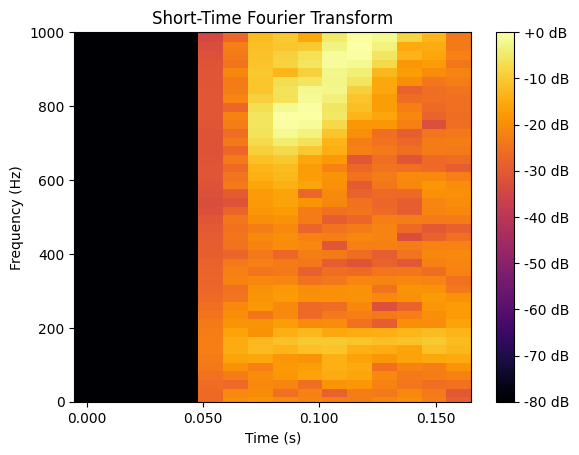 Short-Time Fourier Transform
1000
800
600
400
200
0
Frequency (Hz)
0.000
0.050
0.100
0.150
Time (s)
+0 dB
-10 dB
-20 dB
-30 dB
-40 dB
-50 dB
-60 dB
-70 dB
-80 dB